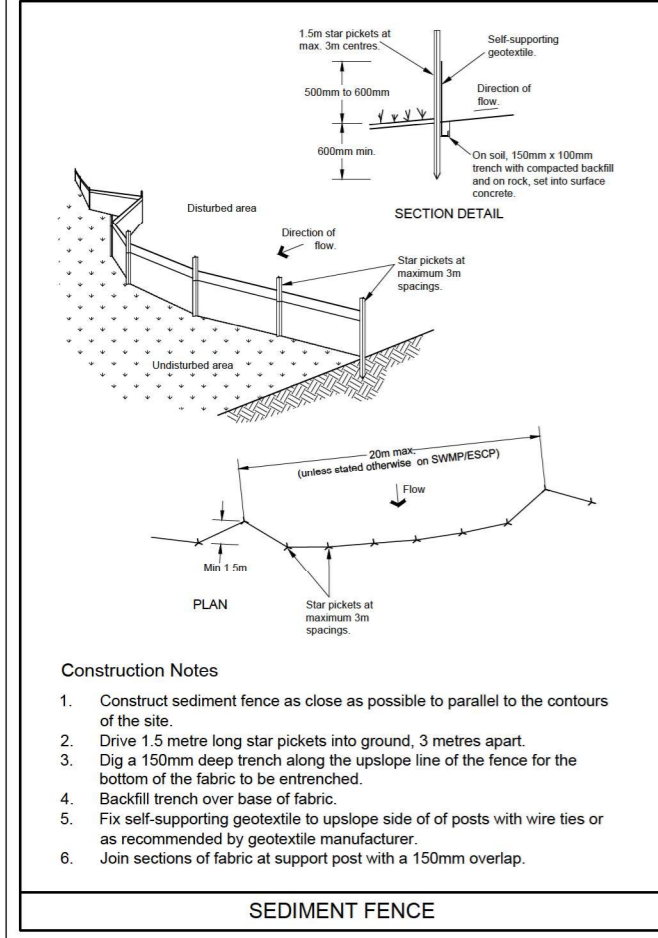 1.5m star pickets at
max. 3m centres.
Self-supporting
geotextile.
500mm to 600mm
Direction of
flow.
600mm min.
On soil, 150mm x 100mm
trench with compacted backfill
and on rock, set into surface
concrete.
SECTION DETAIL
Disturbed area
Direction of
flow.
Star pickets at
maximum 3m
spacings.
Undisturbed area
20m max.
(unless stated otherwise on SWMP/ESCP)
Flow
Min 1.5m
PLAN
Star pickets at
maximum 3m
spacings.
Construction Notes
1. Construct sediment fence as close as possible to parallel to the contours
of the site.
2. Drive 1.5 metre long star pickets into ground, 3 metres apart.
3. Dig a 150mm deep trench along the upslope line of the fence for the
bottom of the fabric to be entrenched.
4. Backfill trench over base of fabric.
5. Fix self-supporting geotextile to upslope side of of posts with wire ties or
as recommended by geotextile manufacturer.
6. Join sections of fabric at support post with a 150mm overlap.
SEDIMENT FENCE